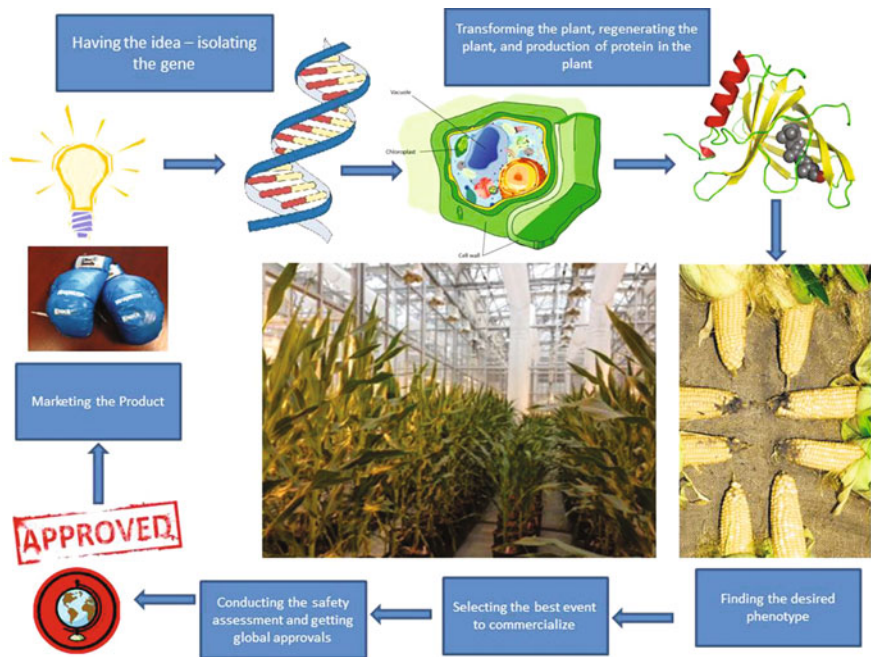 Having the idea – isolating
the gene
Transforming the plant, regenerating the
plant, and production of protein in the
plant
Vacuole
Chloroplast
Cell wall
Marketing the Product
APPROVED
Conducting the safety
assessment and getting
global approvals
Selecting the best event
to commercialize
Finding the desired
phenotype